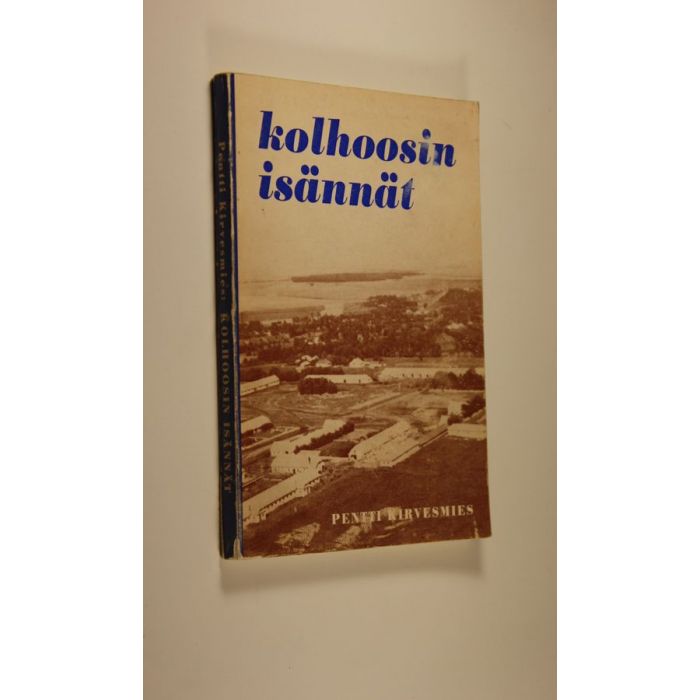 kolhoosin
isännät
PENTTI KIRVESMIES
Pentti Kirvesmies: KOLHOOSIN ISÄNNÄT